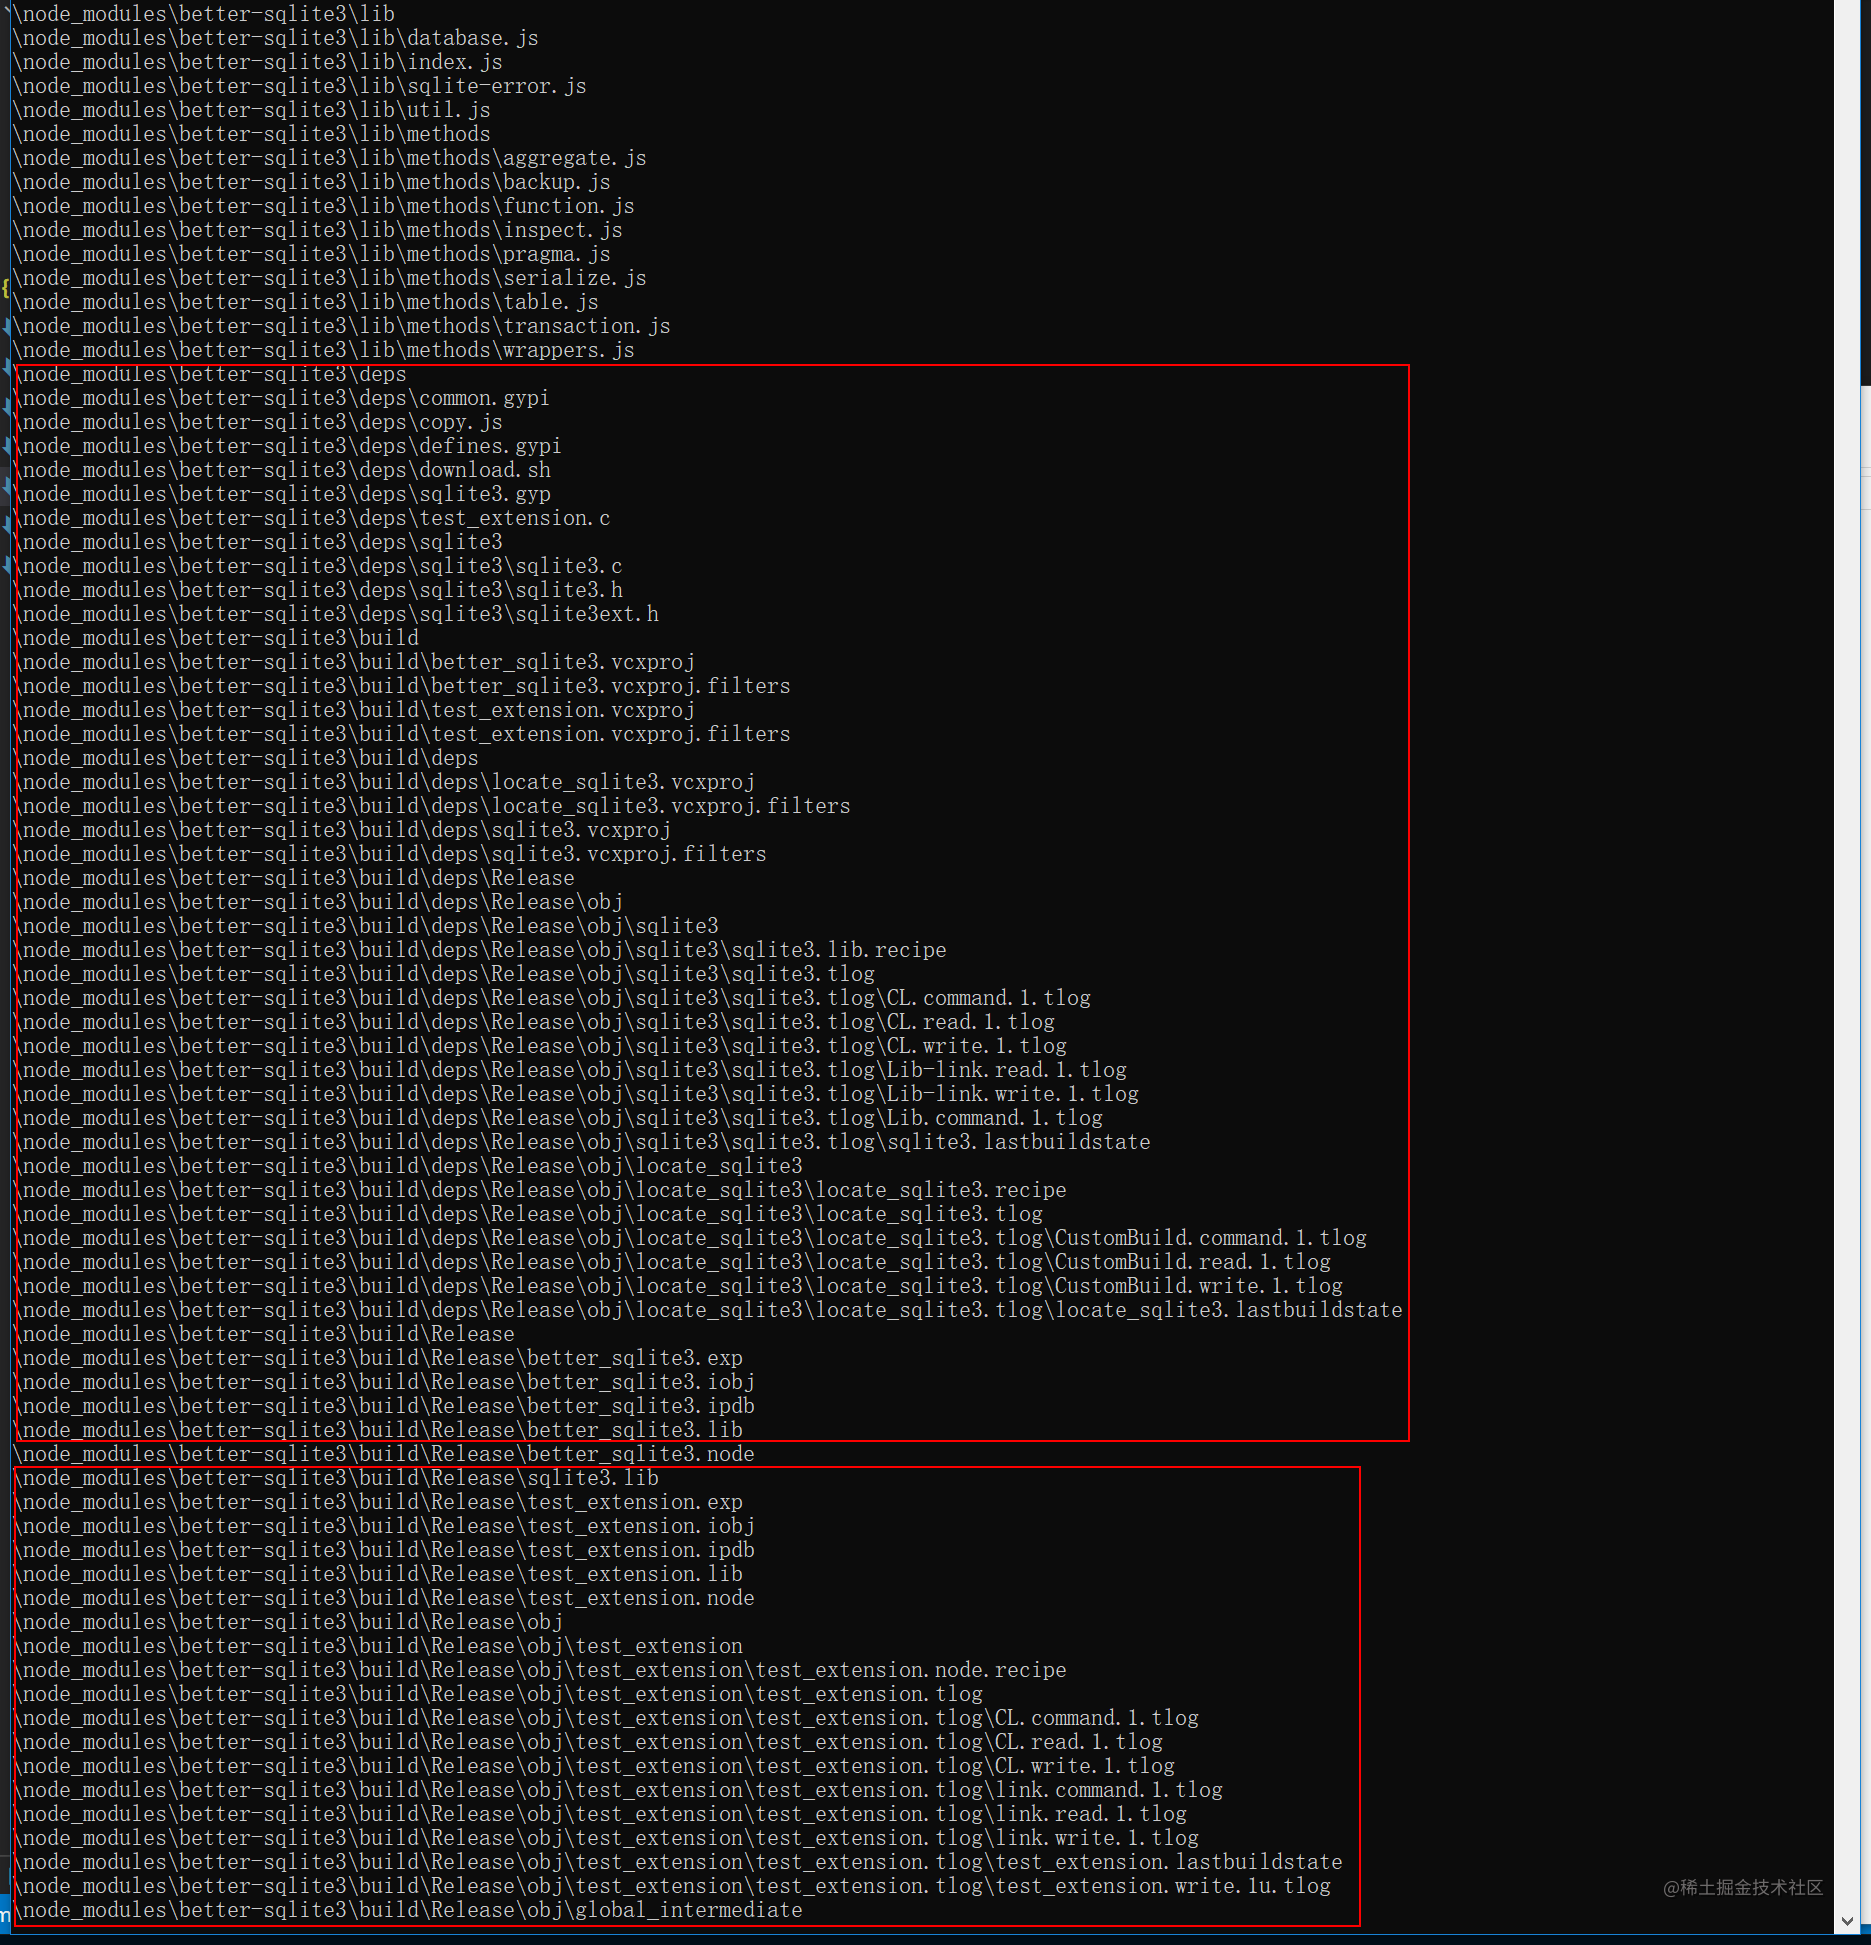 \node_modules\better-sqlite3\lib
\node_modules\better-sqlite3\lib\database.js
\node_modules\better-sqlite3\lib\index.js
\node_modules\better-sqlite3\lib\sqlite-error.js
\node_modules\better-sqlite3\lib\util.js
\node_modules\better-sqlite3\lib\methods
\node_modules\better-sqlite3\lib\methods\aggregate.js
\node_modules\better-sqlite3\lib\methods\backup.js
\node_modules\better-sqlite3\lib\methods\function.js
\node_modules\better-sqlite3\lib\methods\inspect.js
\node_modules\better-sqlite3\lib\methods\pragma.js
\node_modules\better-sqlite3\lib\methods\serialize.js
\node_modules\better-sqlite3\lib\methods\table.js
\node_modules\better-sqlite3\lib\methods\transaction.js
\node_modules\better-sqlite3\lib\methods\wrappers.js
\node_modules\better-sqlite3\deps
\node_modules\better-sqlite3\deps\common.gypi
\node_modules\better-sqlite3\deps\copy.js
\node_modules\better-sqlite3\deps\defines.gypi
\node_modules\better-sqlite3\deps\download.sh
\node_modules\better-sqlite3\deps\sqlite3.gyp
\node_modules\better-sqlite3\deps\test_extension.c
\node_modules\better-sqlite3\deps\sqlite3
\node_modules\better-sqlite3\deps\sqlite3\sqlite3.c
\node_modules\better-sqlite3\deps\sqlite3\sqlite3.h
\node_modules\better-sqlite3\deps\sqlite3\sqlite3ext.h
\node_modules\better-sqlite3\build
\node_modules\better-sqlite3\build\better_sqlite3.vcxproj
\node_modules\better-sqlite3\build\better_sqlite3.vcxproj.filters
\node_modules\better-sqlite3\build\test_extension.vcxproj
\node_modules\better-sqlite3\build\test_extension.vcxproj.filters
\node_modules\better-sqlite3\build\deps
\node_modules\better-sqlite3\build\deps\locate_sqlite3.vcxproj
\node_modules\better-sqlite3\build\deps\locate_sqlite3.vcxproj.filters
\node_modules\better-sqlite3\build\deps\sqlite3.vcxproj
\node_modules\better-sqlite3\build\deps\sqlite3.vcxproj.filters
\node_modules\better-sqlite3\build\deps\Release
\node_modules\better-sqlite3\build\deps\Release\obj
\node_modules\better-sqlite3\build\deps\Release\obj\sqlite3
\node_modules\better-sqlite3\build\deps\Release\obj\sqlite3\sqlite3.lib.recipe
\node_modules\better-sqlite3\build\deps\Release\obj\sqlite3\sqlite3.tlog
\node_modules\better-sqlite3\build\deps\Release\obj\sqlite3\sqlite3.tlog\CL.command.1.tlog
\node_modules\better-sqlite3\build\deps\Release\obj\sqlite3\sqlite3.tlog\CL.read.1.tlog
\node_modules\better-sqlite3\build\deps\Release\obj\sqlite3\sqlite3.tlog\CL.write.1.tlog
\node_modules\better-sqlite3\build\deps\Release\obj\sqlite3\sqlite3.tlog\Lib-link.read.1.tlog
\node_modules\better-sqlite3\build\deps\Release\obj\sqlite3\sqlite3.tlog\Lib-link.write.1.tlog
\node_modules\better-sqlite3\build\deps\Release\obj\sqlite3\sqlite3.tlog\Lib.command.1.tlog
\node_modules\better-sqlite3\build\deps\Release\obj\sqlite3\sqlite3.tlog\sqlite3.lastbuildstate
\node_modules\better-sqlite3\build\deps\Release\obj\locate_sqlite3
\node_modules\better-sqlite3\build\deps\Release\obj\locate_sqlite3\locate_sqlite3.recipe
\node_modules\better-sqlite3\build\deps\Release\obj\locate_sqlite3\locate_sqlite3.tlog
\node_modules\better-sqlite3\build\deps\Release\obj\locate_sqlite3\locate_sqlite3.tlog\CustomBuild.command.1.tlog
\node_modules\better-sqlite3\build\deps\Release\obj\locate_sqlite3\locate_sqlite3.tlog\CustomBuild.read.1.tlog
\node_modules\better-sqlite3\build\deps\Release\obj\locate_sqlite3\locate_sqlite3.tlog\CustomBuild.write.1.tlog
\node_modules\better-sqlite3\build\deps\Release\obj\locate_sqlite3\locate_sqlite3.tlog\locate_sqlite3.lastbuildstate
\node_modules\better-sqlite3\build\Release
\node_modules\better-sqlite3\build\Release\better_sqlite3.exp
\node_modules\better-sqlite3\build\Release\better_sqlite3.iobj
\node_modules\better-sqlite3\build\Release\better_sqlite3.ipdb
\node_modules\better-sqlite3\build\Release\better_sqlite3.lib
\node_modules\better-sqlite3\build\Release\better_sqlite3.node
\node_modules\better-sqlite3\build\Release\sqlite3.lib
\node_modules\better-sqlite3\build\Release\test_extension.exp
\node_modules\better-sqlite3\build\Release\test_extension.iobj
\node_modules\better-sqlite3\build\Release\test_extension.ipdb
\node_modules\better-sqlite3\build\Release\test_extension.lib
\node_modules\better-sqlite3\build\Release\test_extension.node
\node_modules\better-sqlite3\build\Release\obj
\node_modules\better-sqlite3\build\Release\obj\test_extension
\node_modules\better-sqlite3\build\Release\obj\test_extension\test_extension.node.recipe
\node_modules\better-sqlite3\build\Release\obj\test_extension\test_extension.tlog
\node_modules\better-sqlite3\build\Release\obj\test_extension\test_extension.tlog\CL.command.1.tlog
\node_modules\better-sqlite3\build\Release\obj\test_extension\test_extension.tlog\CL.read.1.tlog
\node_modules\better-sqlite3\build\Release\obj\test_extension\test_extension.tlog\CL.write.1.tlog
\node_modules\better-sqlite3\build\Release\obj\test_extension\test_extension.tlog\link.command.1.tlog
\node_modules\better-sqlite3\build\Release\obj\test_extension\test_extension.tlog\link.read.1.tlog
\node_modules\better-sqlite3\build\Release\obj\test_extension\test_extension.tlog\link.write.1.tlog
\node_modules\better-sqlite3\build\Release\obj\test_extension\test_extension.tlog\test_extension.lastbuildstate
\node_modules\better-sqlite3\build\Release\obj\test_extension\test_extension.tlog\test_extension.write.1u.tlog
\node_modules\better-sqlite3\build\Release\obj\global_intermediate
@稀土掘金技术社区